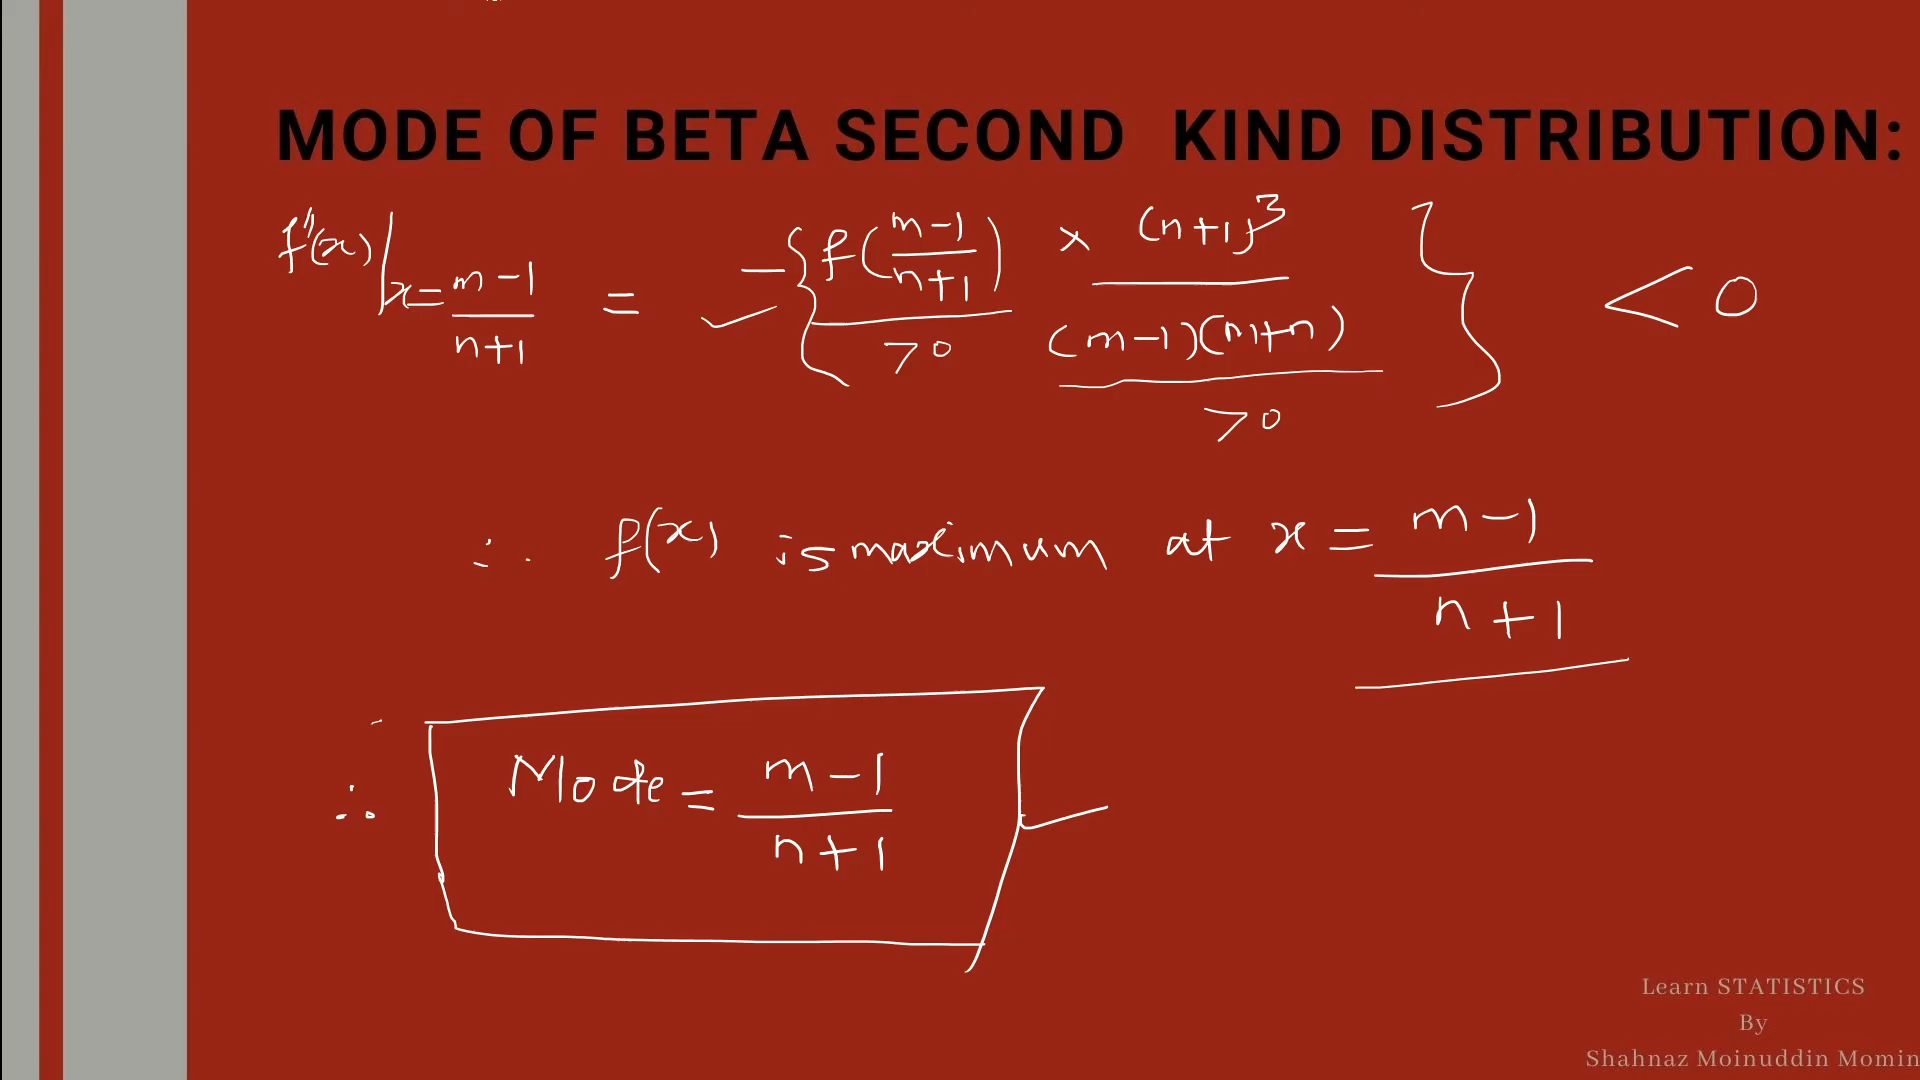 MODE OF BETA SECOND KIND DISTRIBUTION:
f''(x)|x=(m-1)/(n+1) = -{f((m-1)/(n+1)) × (n+1)^3/((m-1)(m+n))} < 0
>0 >0
∴ f(x) is maximum at x = (m-1)/(n+1)
∴ Mode = (m-1)/(n+1)
Learn STATISTICS
By
Shahnaz Moinuddin Momin